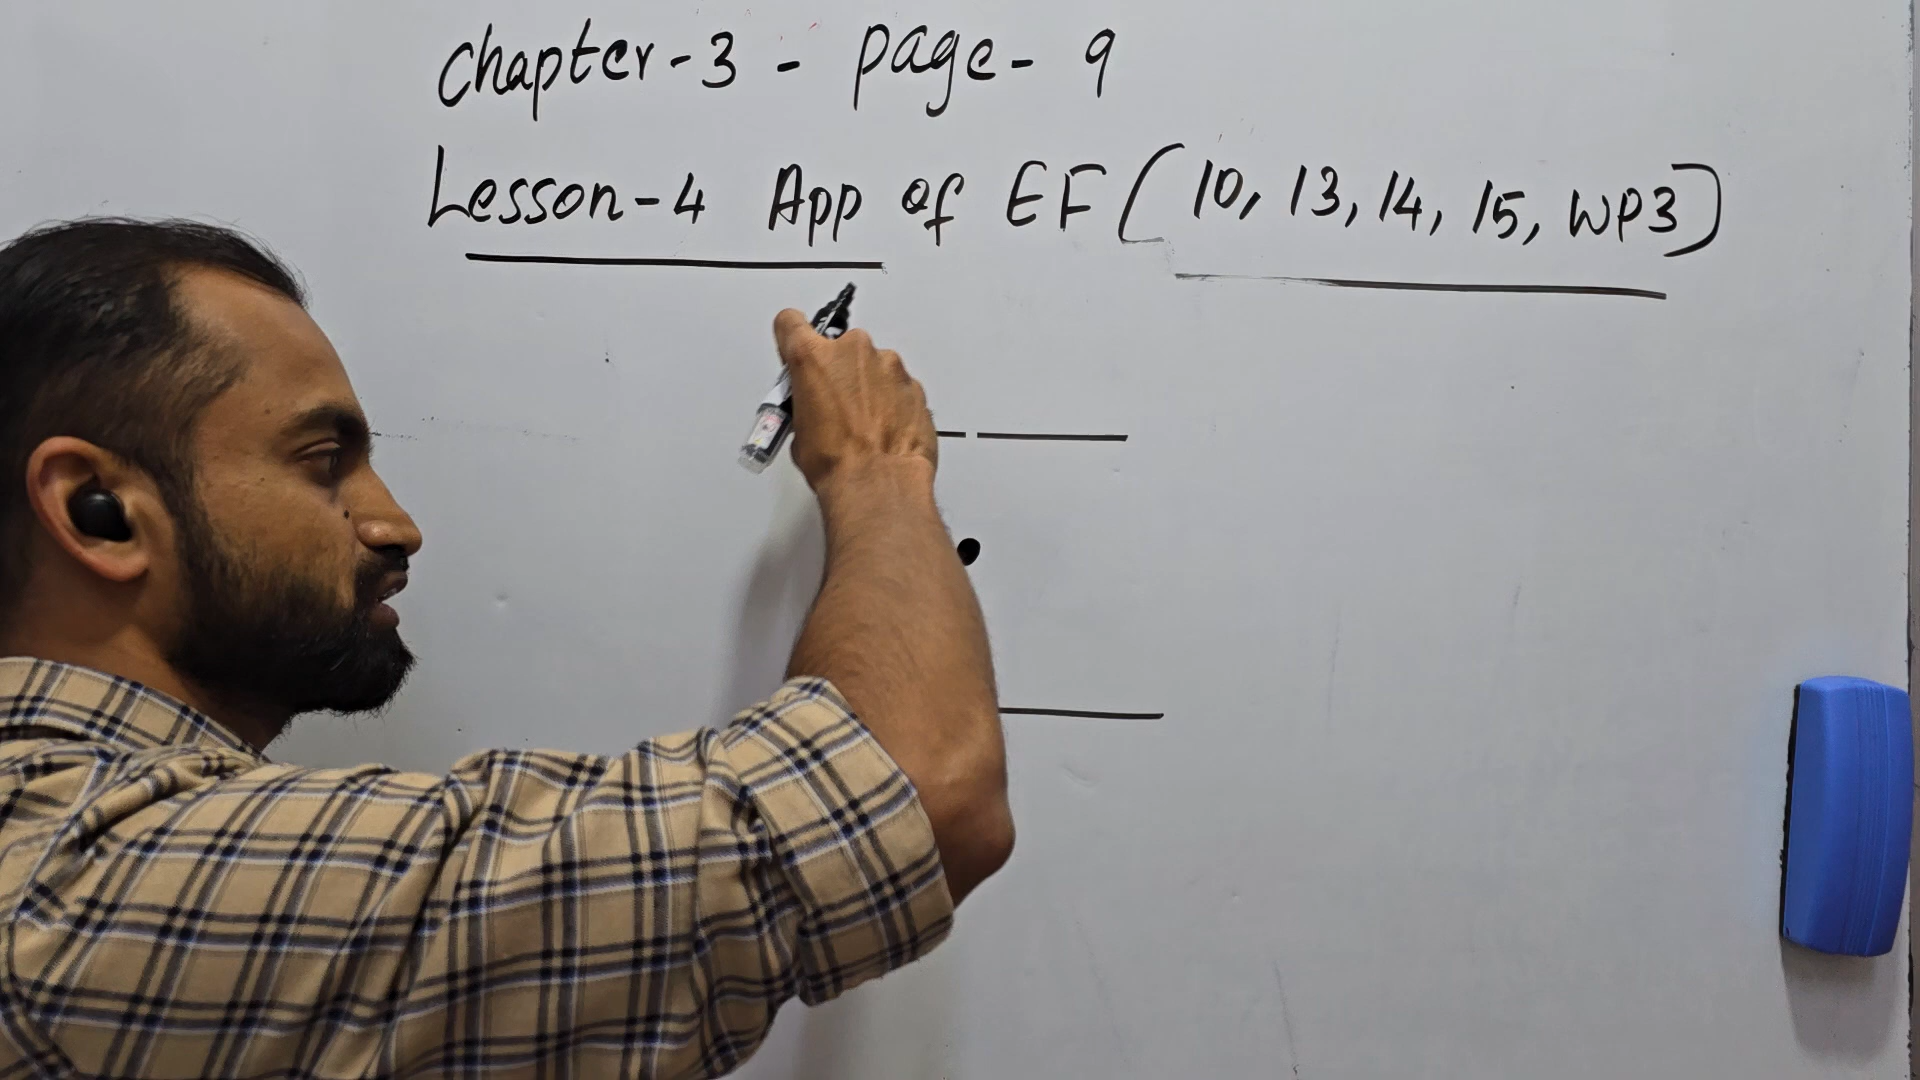 Chapter-3 - page- 9
Lesson-4 App of EF (10, 13, 14, 15, WP3)